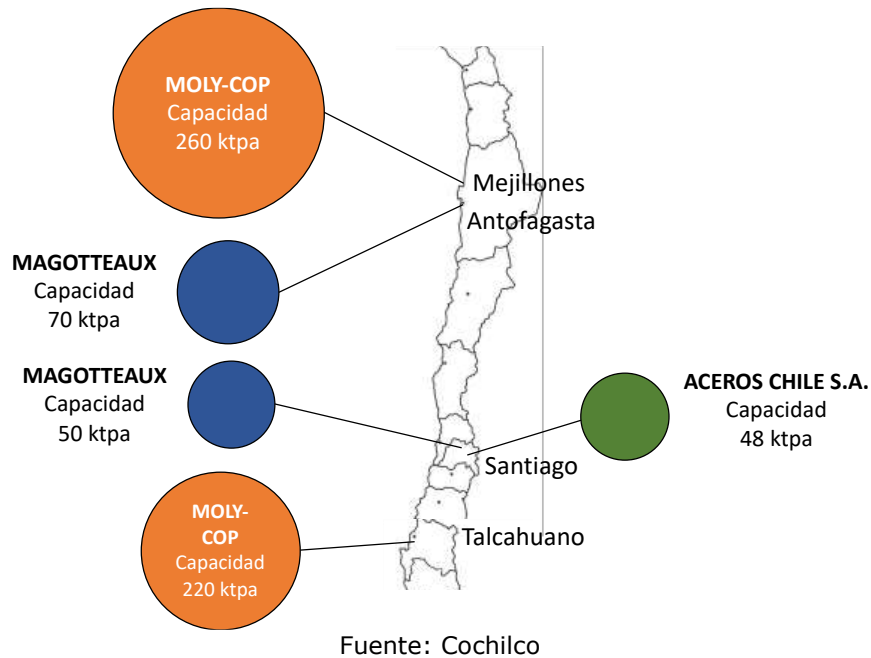 MOLY-COP
Capacidad
260 ktpa
Mejillones
Antofagasta
MAGOTTEAUX
Capacidad
70 ktpa
MAGOTTEAUX
Capacidad
50 ktpa
ACEROS CHILE S.A.
Capacidad
48 ktpa
Santiago
MOLY-
COP
Capacidad
220 ktpa
Talcahuano
Fuente: Cochilco